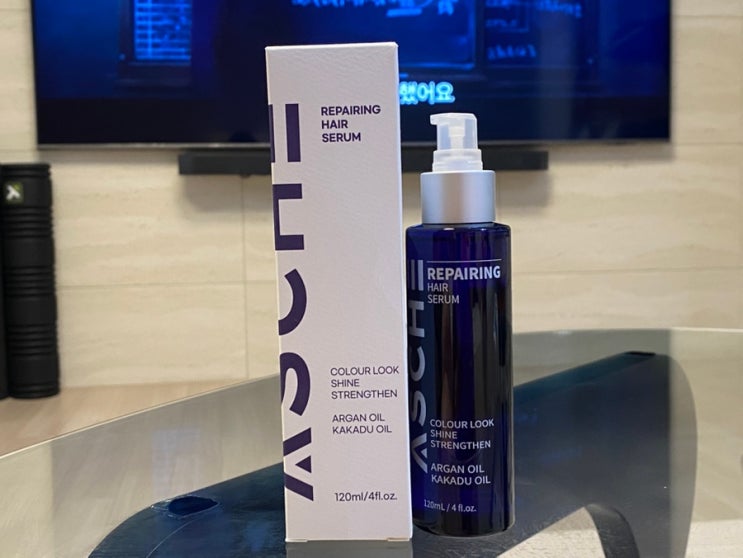 했어요
ASCHE
REPAIRING
HAIR
SERUM
COLOUR LOOK
SHINE
STRENGTHEN
ARGAN OIL
KAKADU OIL
120ml/4fl.oz.
ASCHE
REPAIRING
HAIR
SERUM
COLOUR LOOK
SHINE
STRENGTHEN
ARGAN OIL
KAKADU OIL
120mL / 4 fl.oz.